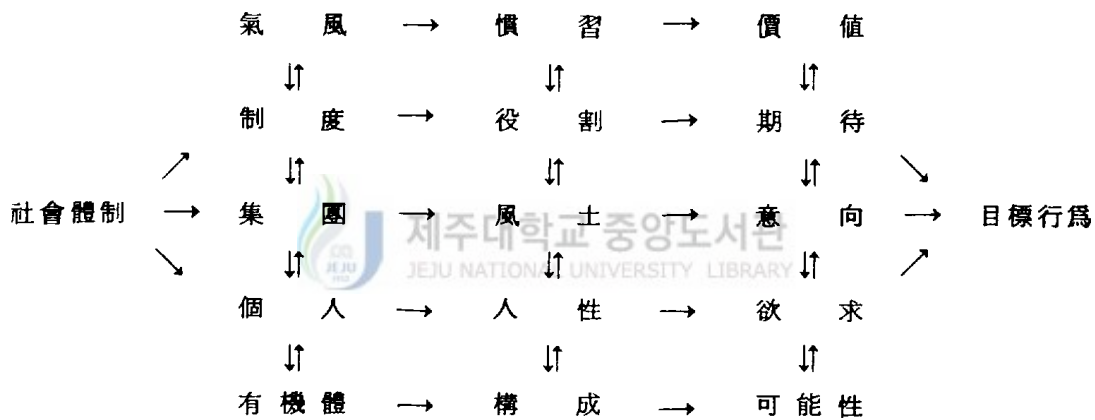 氣 風 → 慣 習 → 價 値
↓↑ ↓↑ ↓↑
制 度 → 役 割 → 期 待
↗ ↓↑ ↓↑ ↓↑ ↘
社會體制 → 集 團 → 風 土 → 意 向 → 目標行爲
제주대학교 중앙도서관
JEJU NATIONAL UNIVERSITY LIBRARY
JEJU
1952
↘ ↓↑ ↓↑ ↓↑ ↗
個 人 → 人 性 → 欲 求
↓↑ ↓↑ ↓↑
有 機 體 → 構 成 → 可 能 性